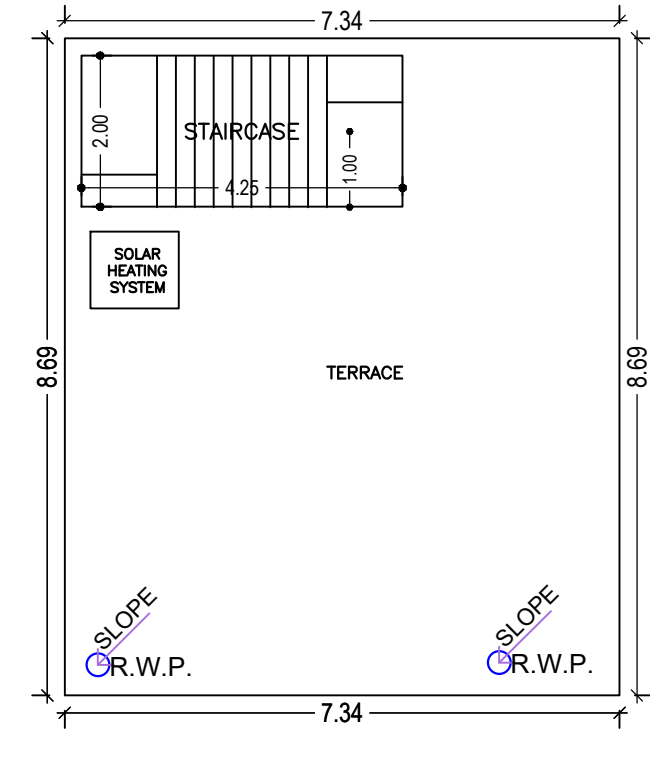 7.34
STAIRCASE
2.00
1.00
4.25
SOLAR
HEATING
SYSTEM
8.69
TERRACE
8.69
SLOPE
R.W.P.
SLOPE
R.W.P.
7.34